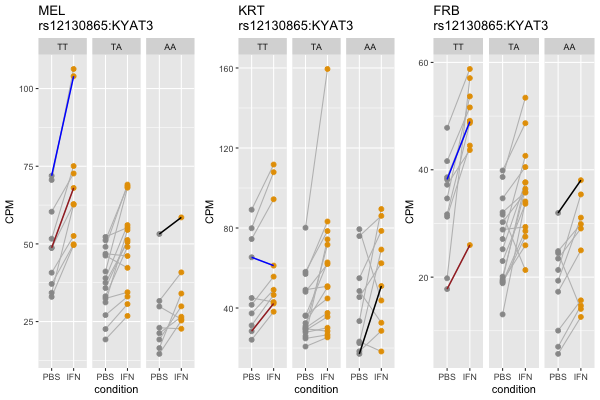 MEL
rs12130865:KYAT3
TT TA AA
100
75
50
25
CPM
PBS IFN PBS IFN PBS IFN
condition
KRT
rs12130865:KYAT3
TT TA AA
160
120
80
40
CPM
PBS IFN PBS IFN PBS IFN
condition
FRB
rs12130865:KYAT3
TT TA AA
60
40
20
CPM
PBS IFN PBS IFN PBS IFN
condition